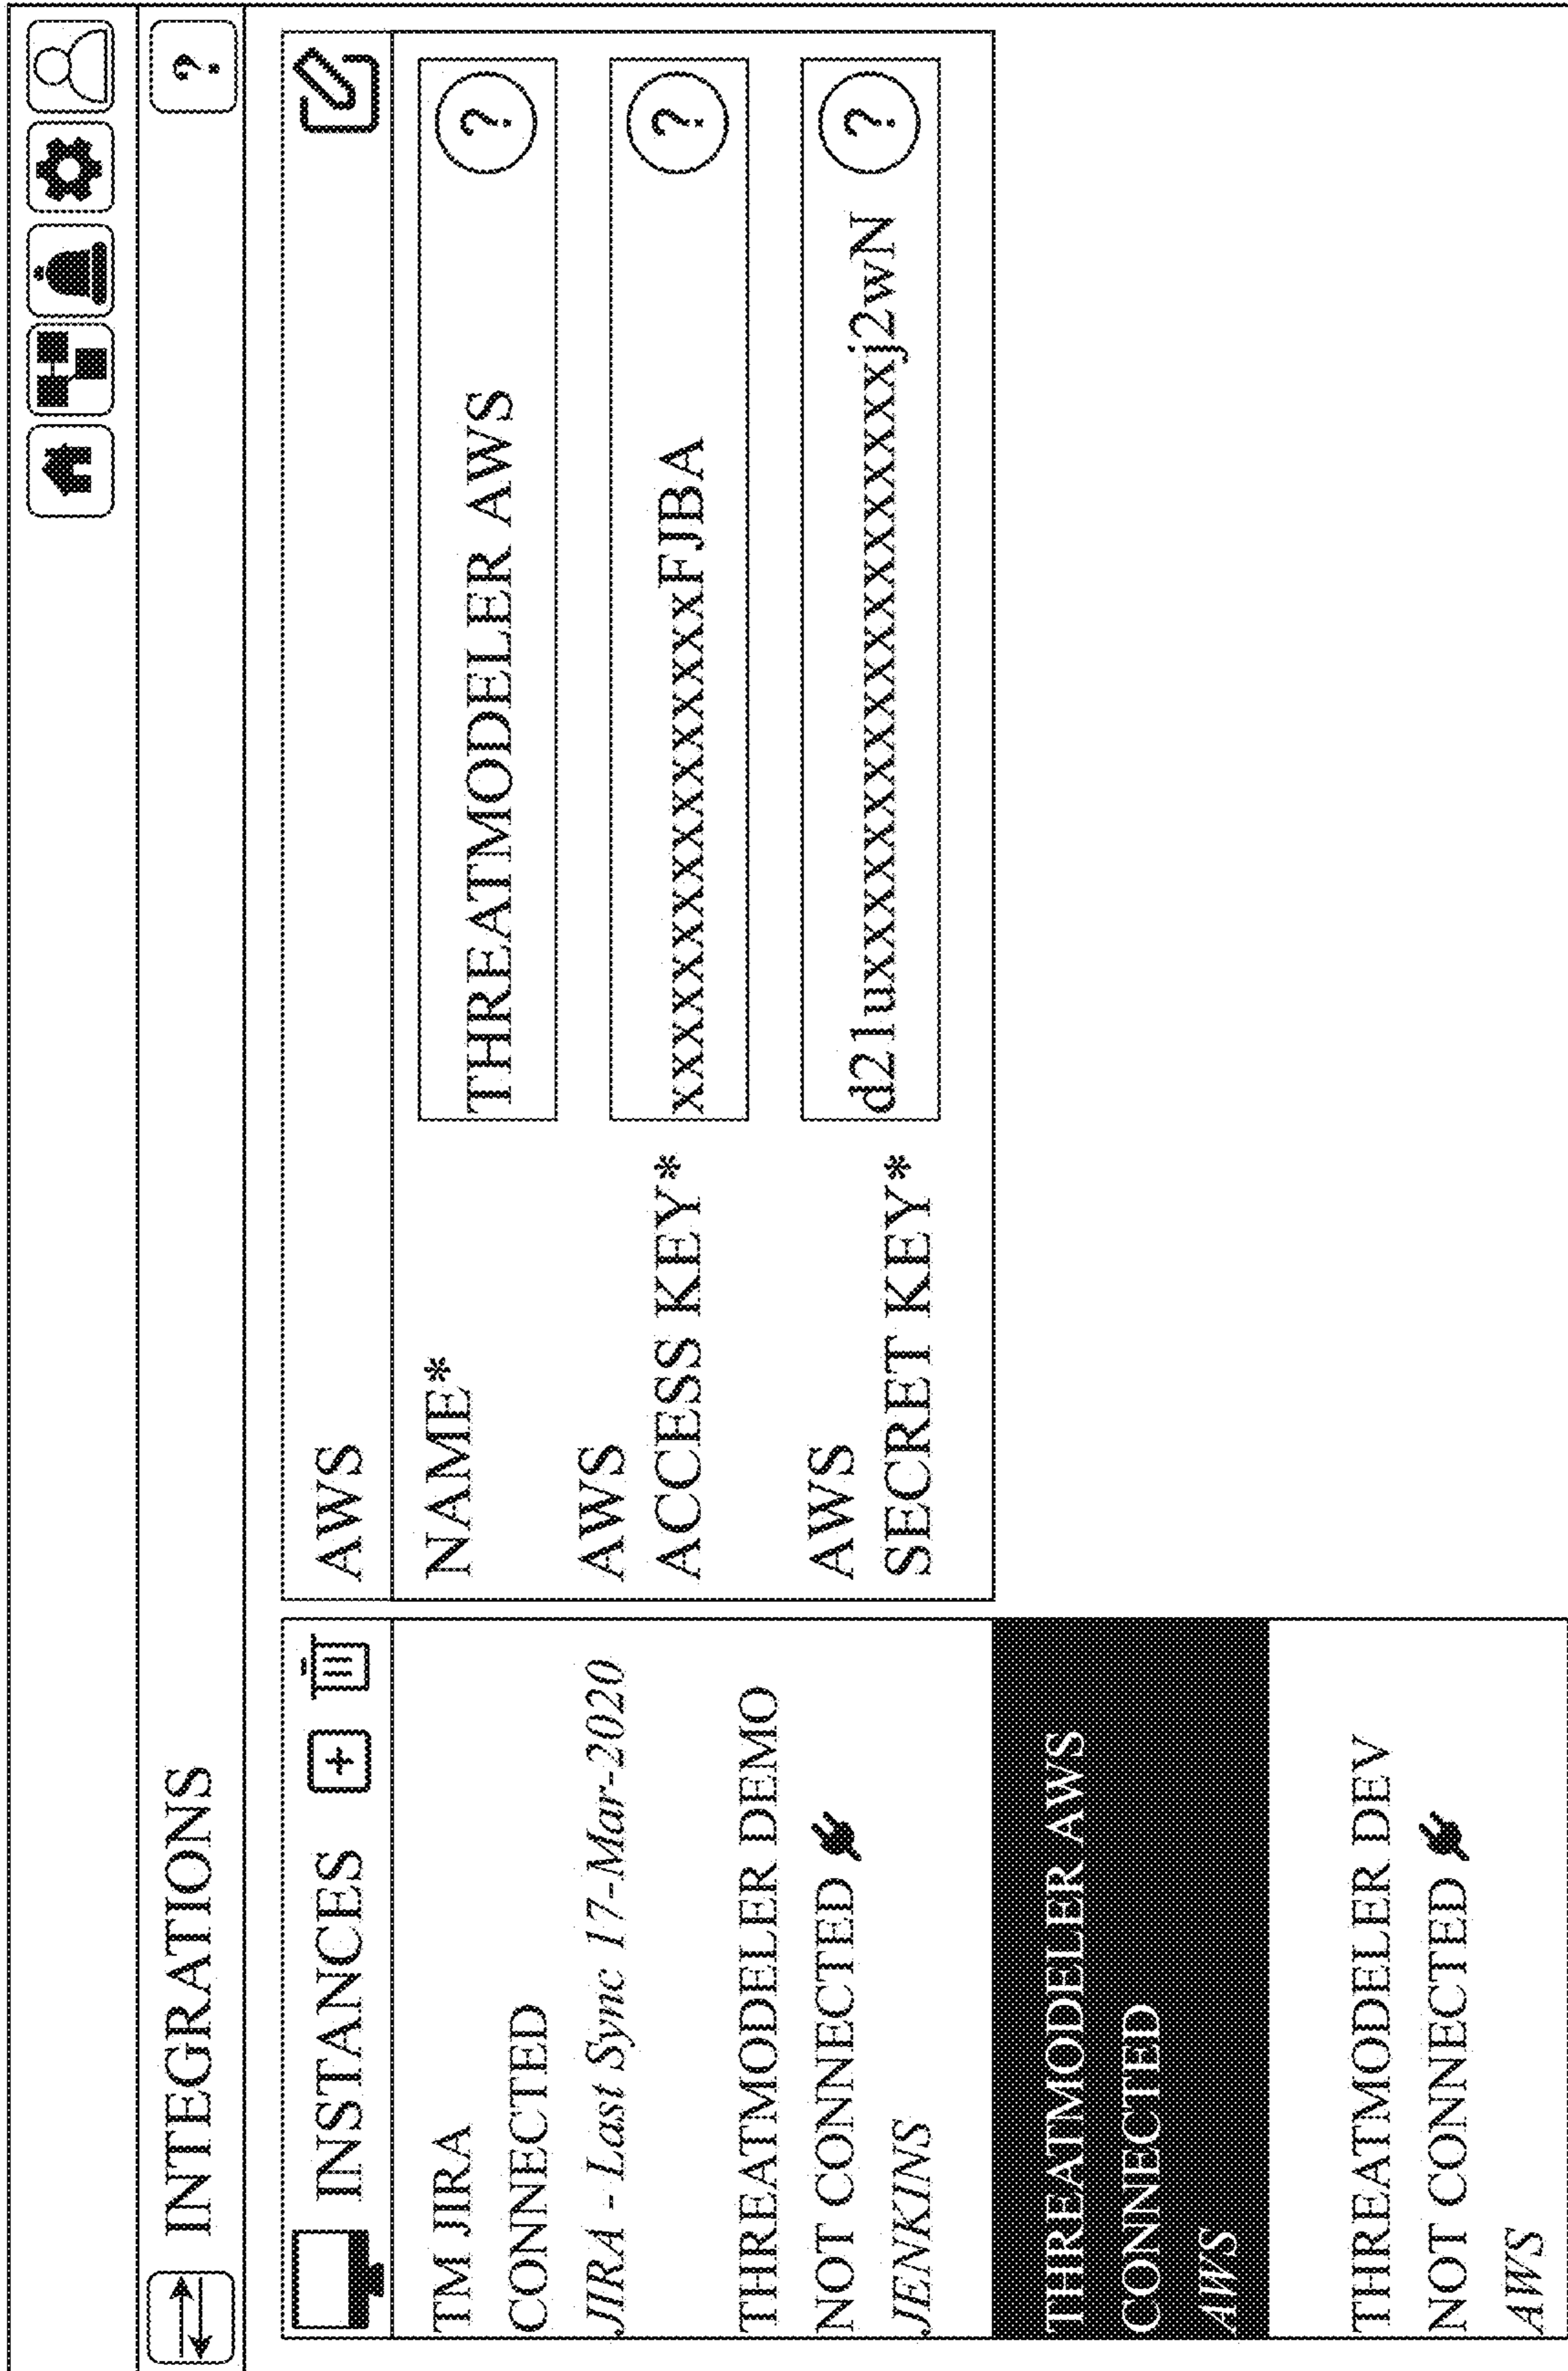 INTEGRATIONS
?
INSTANCES
+
TM JIRA
CONNECTED
JIRA - Last Sync 17-Mar-2020
THREATMODELER DEMO
NOT CONNECTED
JENKINS
THREATMODELER AWS
CONNECTED
AWS
THREATMODELER DEV
NOT CONNECTED
AWS
AWS
NAME*
THREATMODELER AWS
?
AWS
ACCESS KEY*
xxxxxxxxxxxxxxxxFJBA
?
AWS
SECRET KEY*
d21uxxxxxxxxxxxxxxxxxxxxj2wN
?